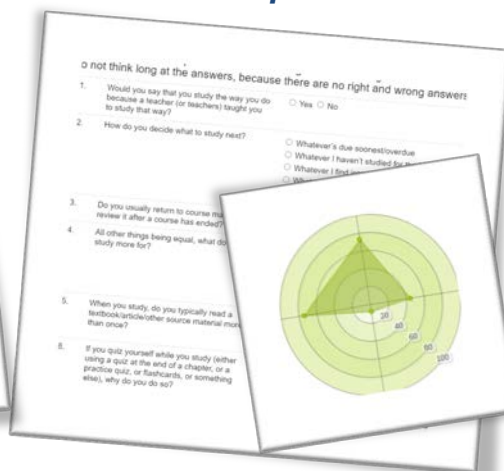 o not think long at the answers, because there are no right and wrong answers
1. Would you say that you study the way you do
because a teacher (or teachers) taught you
to study that way?
Yes No
2. How do you decide what to study next?
Whatever's due soonest/overdue
Whatever I haven't studied for
Whatever I find
3. Do you usually return to course
review it after a course has ended?
4. All other things being equal, what do
study more for?
5. When you study, do you typically read a
textbook/article/other source material more
than once?
6. If you quiz yourself while you study (either
using a quiz at the end of a chapter, or a
practice quiz, or flashcards, or something
else), why do you do so?
20
40
60
80
100